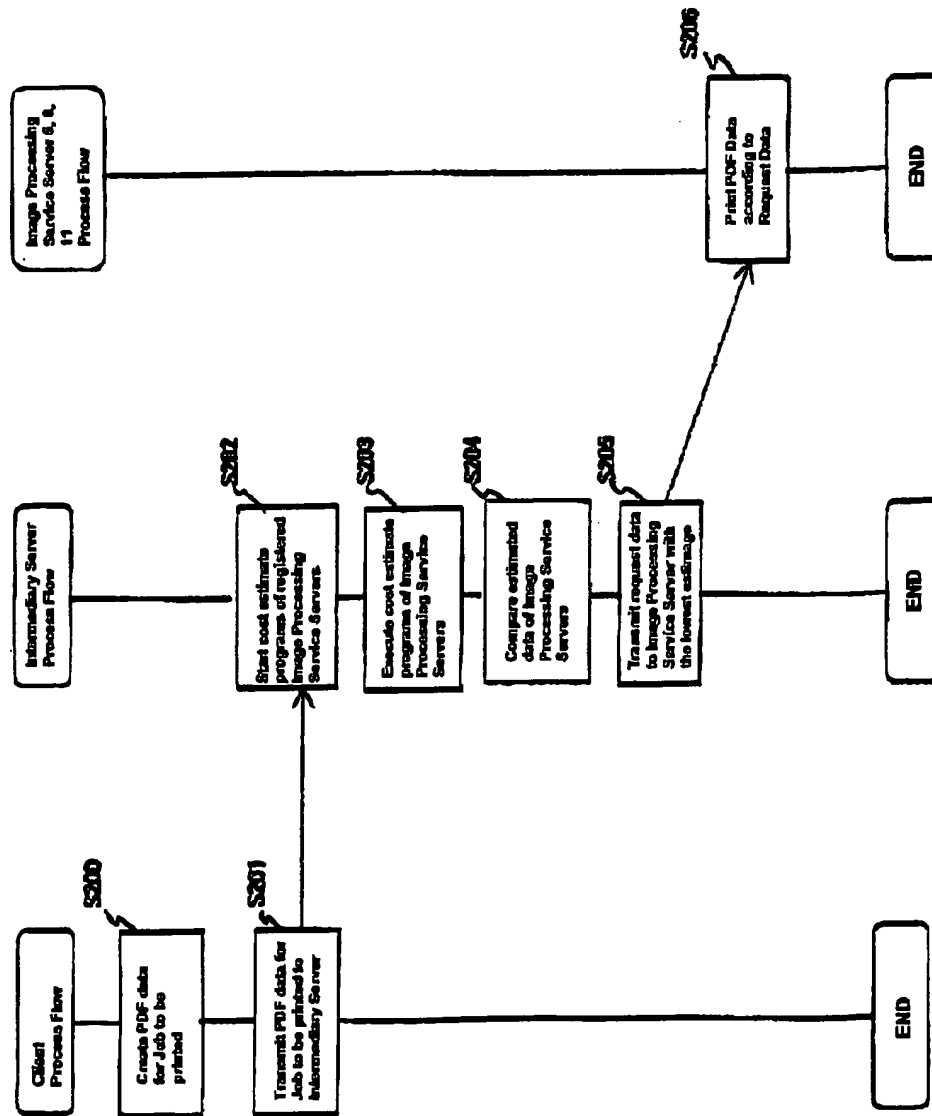 Client
Process Flow
S200
Create PDF data
for Job to be
printed
S201
Transmit PDF data for
Job to be printed to
Intermediary Server
END
Intermediary Server
Process Flow
S202
Start cost estimate
programs of registered
Image Processing
Service Servers
S203
Execute cost estimate
programs of Image
Processing Service
Servers
S204
Compare estimated
data of Image
Processing Service
Servers
S205
Transmit request data
to Image Processing
Service Server with
the lowest estimage
END
Image Processing
Service Server 6, 8,
11
Process Flow
S206
Print PDF Data
according to
Request Data
END